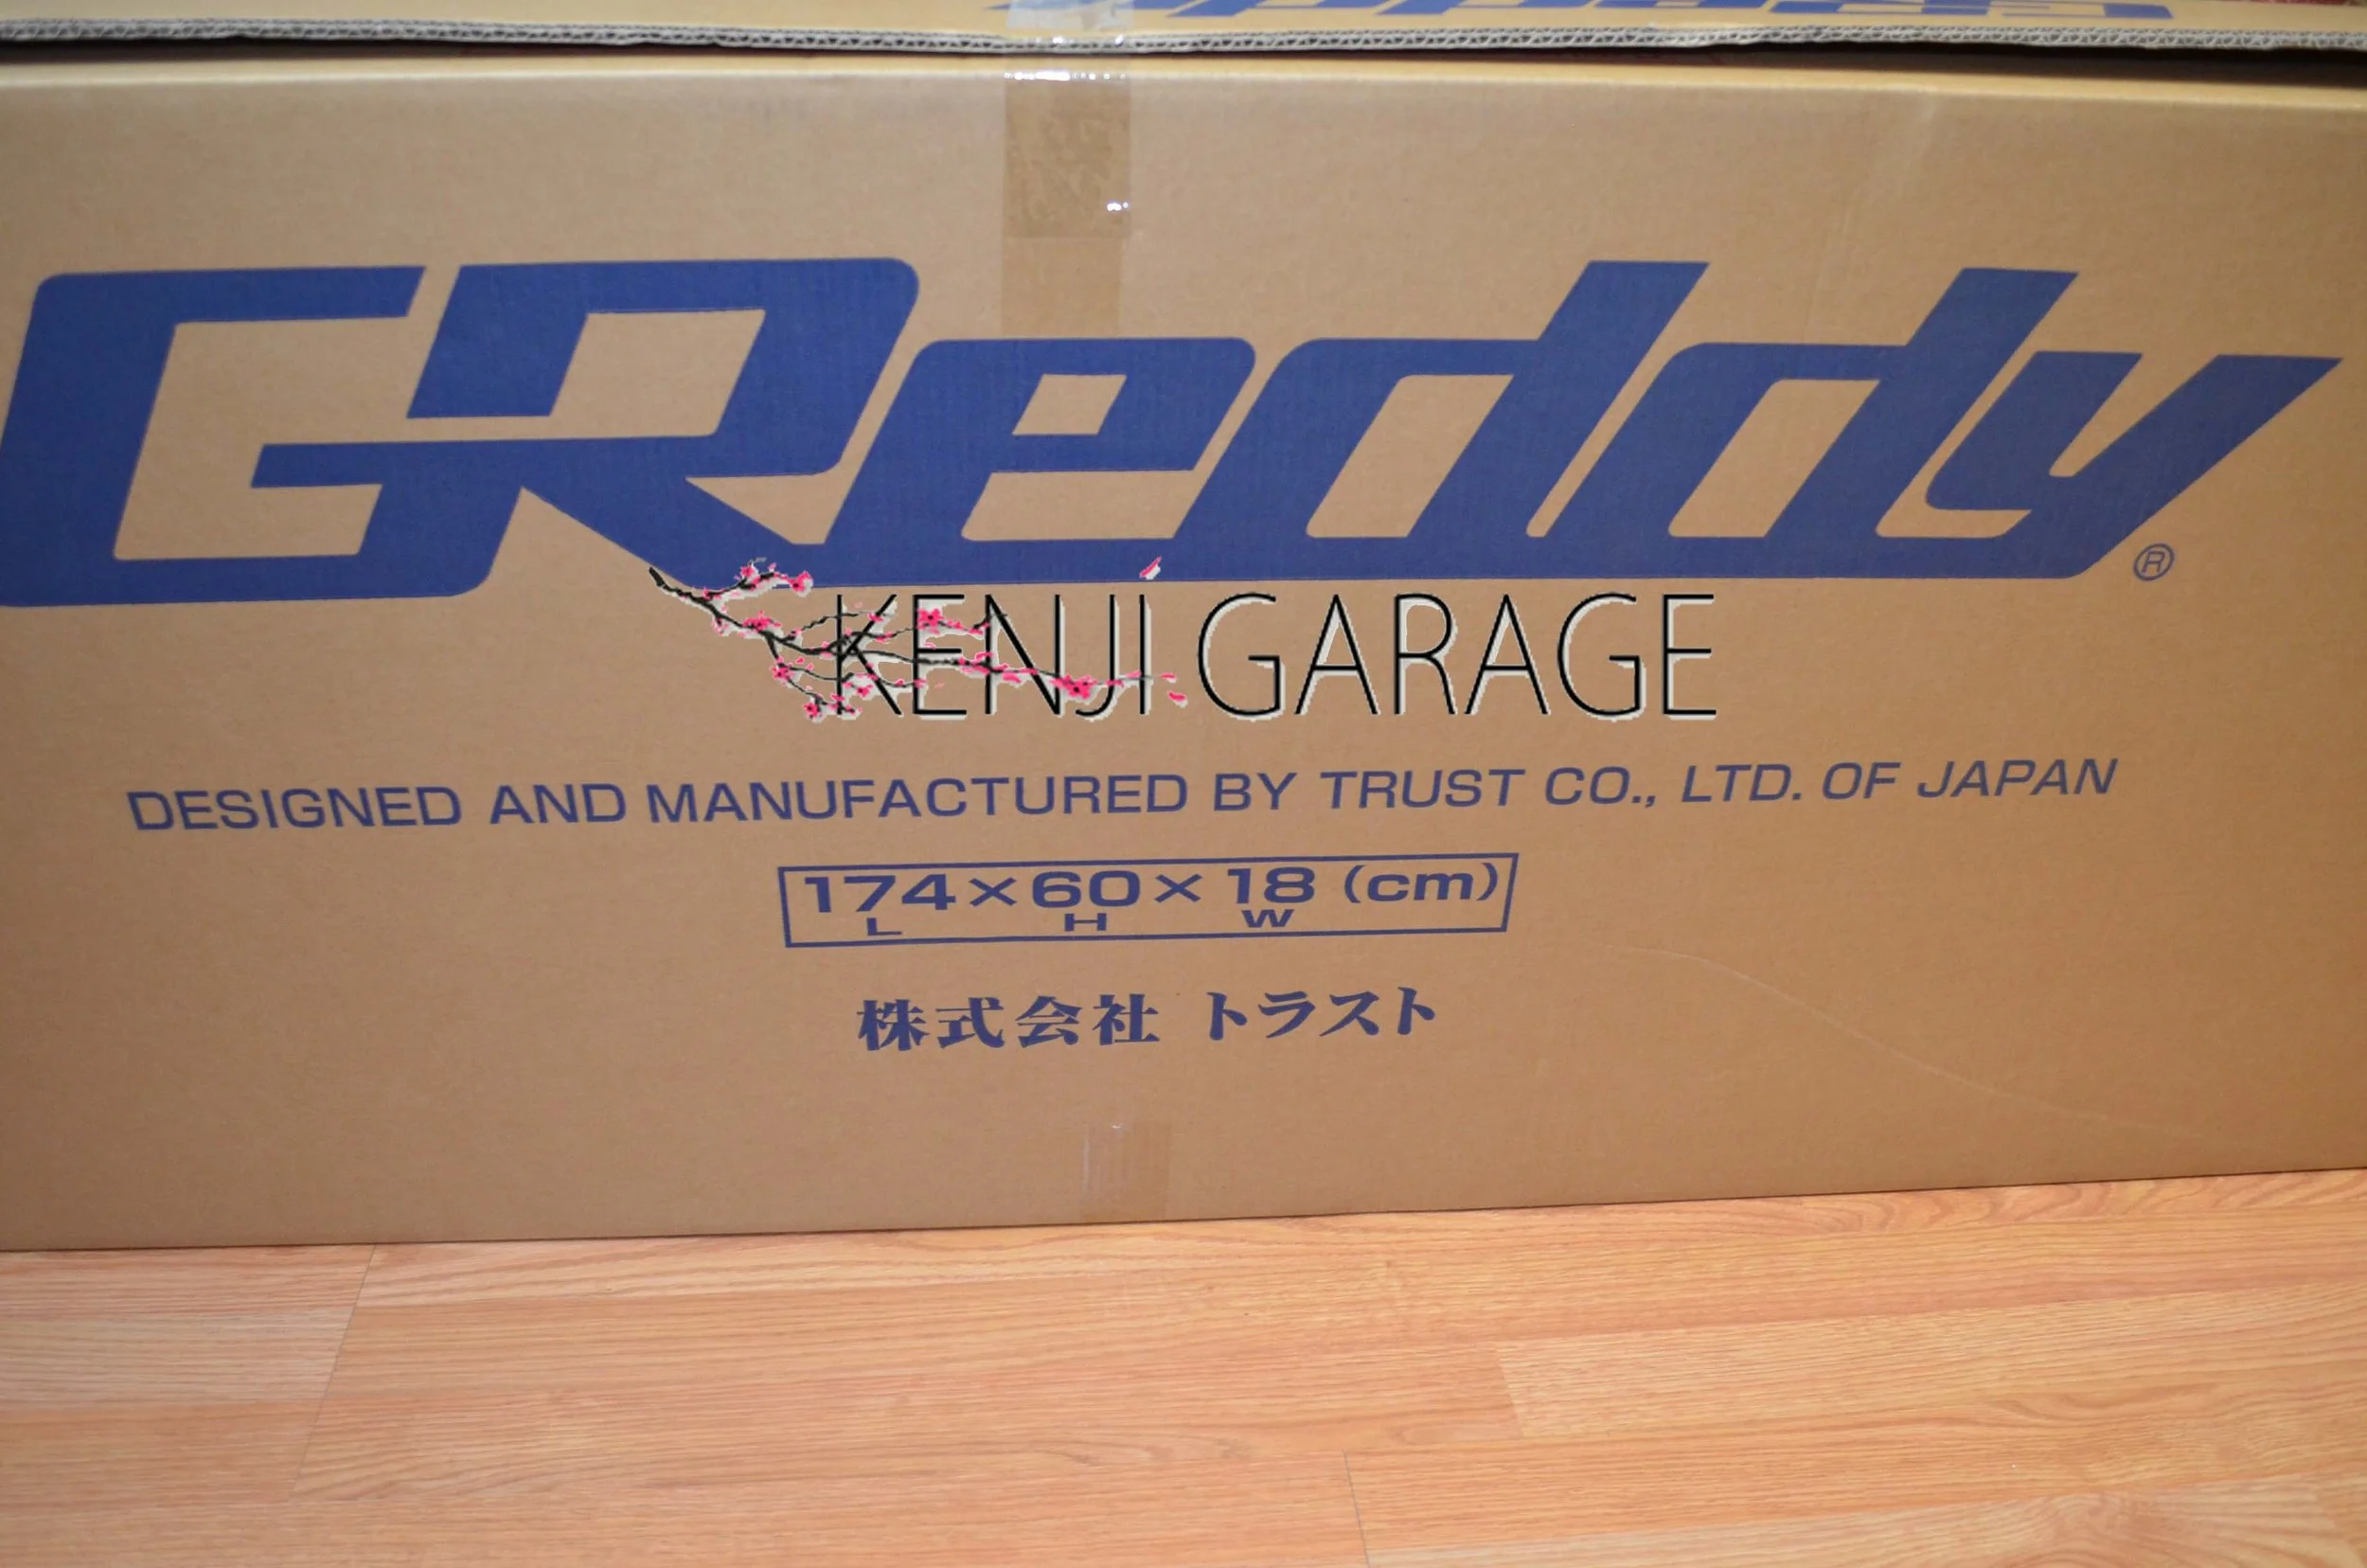 GReddy
GReddy®
KENJI GARAGE
DESIGNED AND MANUFACTURED BY TRUST CO., LTD. OF JAPAN
174×60×18 (cm)
L H W
株式会社 トラスト